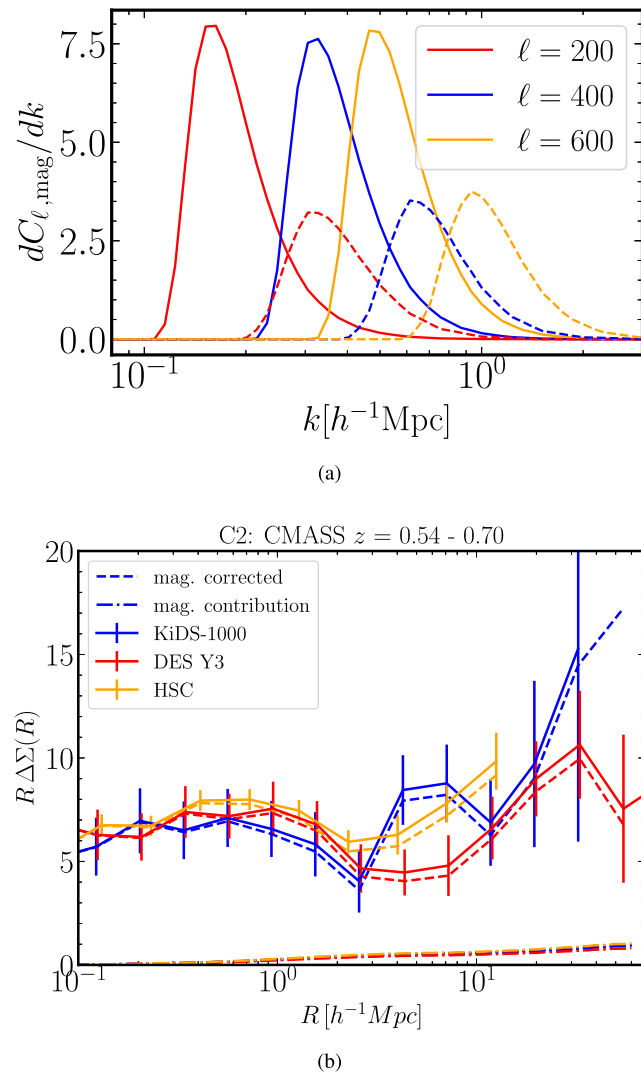 7.5
5.0
2.5
0.0
dC_{ℓ,mag}/dk
ℓ = 200
ℓ = 400
ℓ = 600
10^{-1}
10^{0}
k[h^{-1}Mpc]
(a)
C2: CMASS z = 0.54 - 0.70
20
15
10
5
0
R ΔΣ(R)
mag. corrected
mag. contribution
KiDS-1000
DES Y3
HSC
10^{-1}
10^{0}
10^{1}
R [h^{-1}Mpc]
(b)